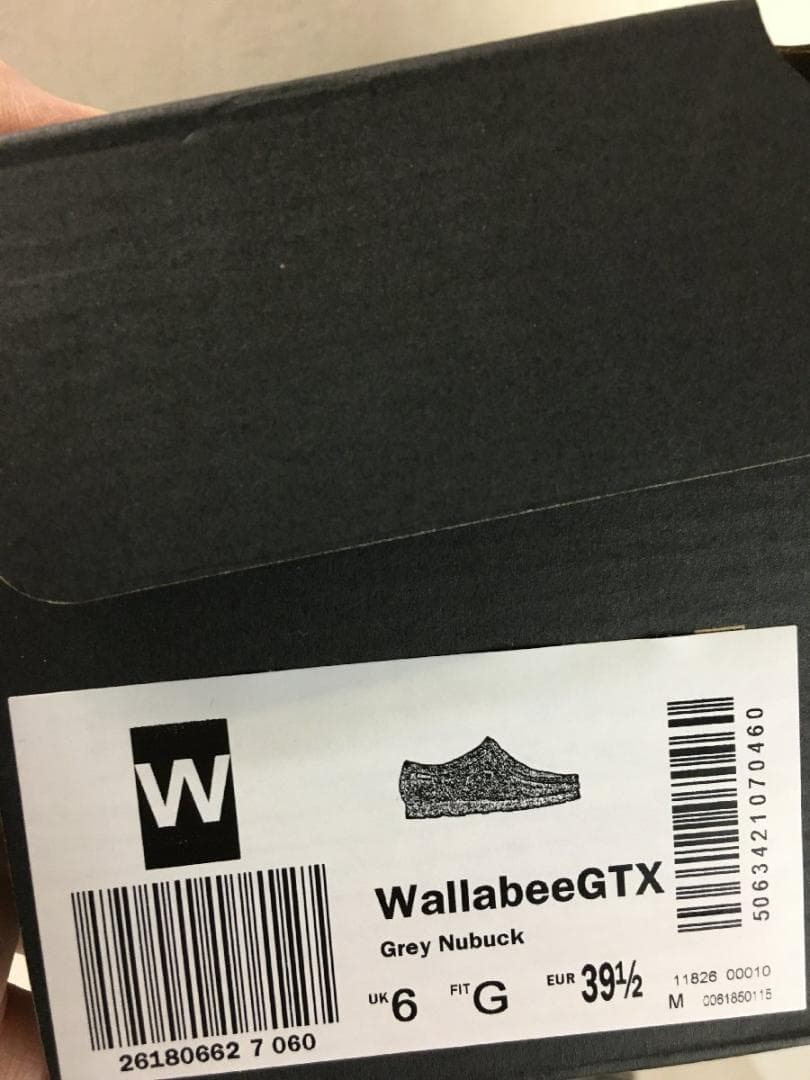 W
WallabeeGTX
Grey Nubuck
UK 6 FIT G EUR 39½
26180662 7 060
5063421070460
11826 00010
M 0061850115